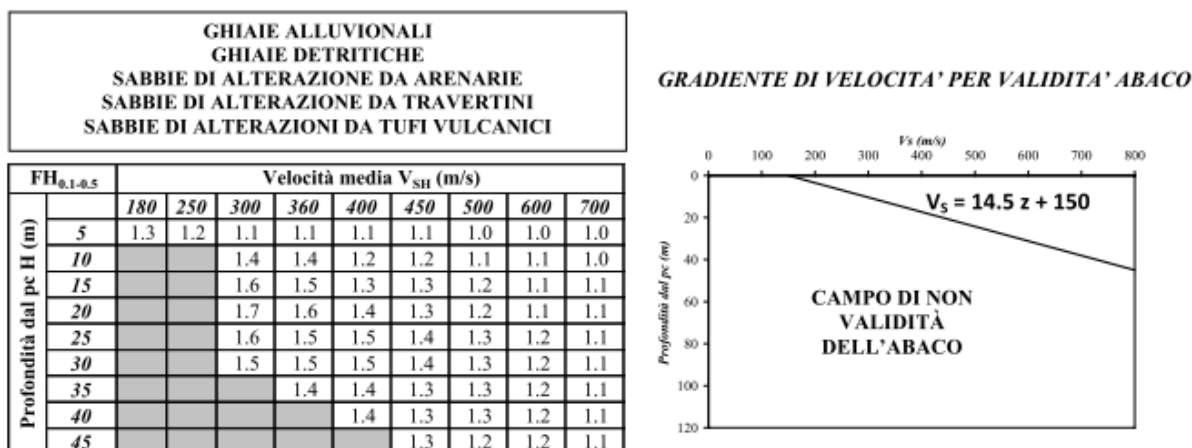 GHIAIE ALLUVIONALI
GHIAIE DETRITICHE
SABBIE DI ALTERAZIONE DA ARENARIE
SABBIE DI ALTERAZIONE DA TRAVERTINI
SABBIE DI ALTERAZIONI DA TUFI VULCANICI
FH0.1-0.5 Velocità media VSH (m/s)
180 250 300 360 400 450 500 600 700
Profondità dal pc H (m)
5 1.3 1.2 1.1 1.1 1.1 1.1 1.0 1.0 1.0
10 1.4 1.4 1.2 1.2 1.1 1.1 1.0
15 1.6 1.5 1.3 1.3 1.2 1.1 1.1
20 1.7 1.6 1.4 1.3 1.2 1.1 1.1
25 1.6 1.5 1.5 1.4 1.3 1.2 1.1
30 1.5 1.5 1.5 1.4 1.3 1.2 1.1
35 1.4 1.4 1.3 1.3 1.2 1.1
40 1.4 1.3 1.3 1.2 1.1
45 1.3 1.2 1.2 1.1
GRADIENTE DI VELOCITA' PER VALIDITA' ABACO
Vs (m/s)
0 100 200 300 400 500 600 700 800
0
20
40
60
80
100
120
Profondità dal pc (m)
VS = 14.5 z + 150
CAMPO DI NON
VALIDITÀ
DELL'ABACO